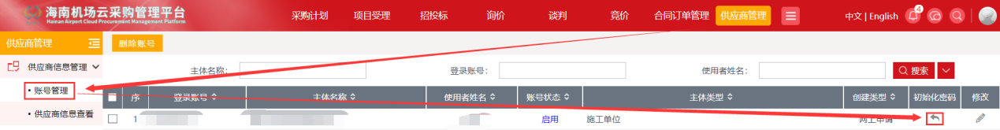 海南机场云采购管理平台 采购计划 项目受理 招投标 询价 谈判 竞价 合同订单管理 供应商管理 中文 | English 4
Hainan Airport Cloud Procurement Management Platform
供应商管理 删除账号
供应商信息管理 主体名称: 登录账号: 使用者姓名: 搜索
账号管理 序 登录账号 主体名称 使用者姓名 账号状态 主体类型 创建类型 初始化密码 修改
供应商信息查看 1 启用 施工单位 网上申请